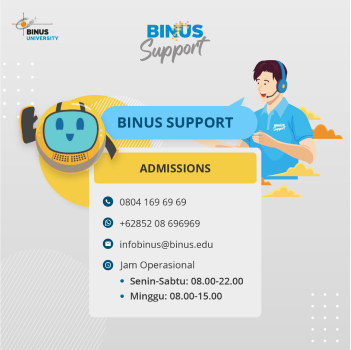 BINUS
UNIVERSITY
BINUS
Support
BINUS SUPPORT
ADMISSIONS
0804 169 69 69
+62852 08 696969
infobinus@binus.edu
Jam Operasional
• Senin-Sabtu: 08.00-22.00
• Minggu: 08.00-15.00